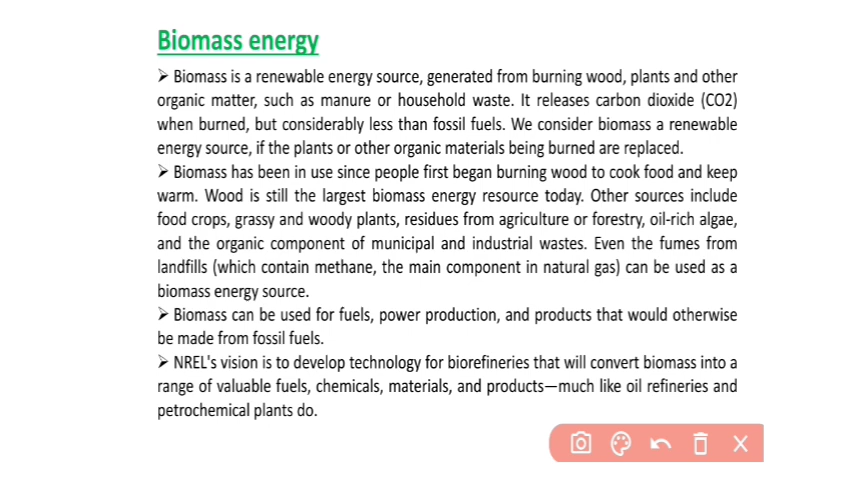 Biomass energy
➢ Biomass is a renewable energy source, generated from burning wood, plants and other
organic matter, such as manure or household waste. It releases carbon dioxide (CO2)
when burned, but considerably less than fossil fuels. We consider biomass a renewable
energy source, if the plants or other organic materials being burned are replaced.
➢ Biomass has been in use since people first began burning wood to cook food and keep
warm. Wood is still the largest biomass energy resource today. Other sources include
food crops, grassy and woody plants, residues from agriculture or forestry, oil-rich algae,
and the organic component of municipal and industrial wastes. Even the fumes from
landfills (which contain methane, the main component in natural gas) can be used as a
biomass energy source.
➢ Biomass can be used for fuels, power production, and products that would otherwise
be made from fossil fuels.
➢ NREL's vision is to develop technology for biorefineries that will convert biomass into a
range of valuable fuels, chemicals, materials, and products—much like oil refineries and
petrochemical plants do.